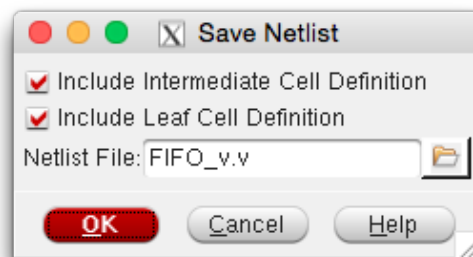 Save Netlist
Include Intermediate Cell Definition
Include Leaf Cell Definition
Netlist File: FIFO_v.v
OK Cancel Help